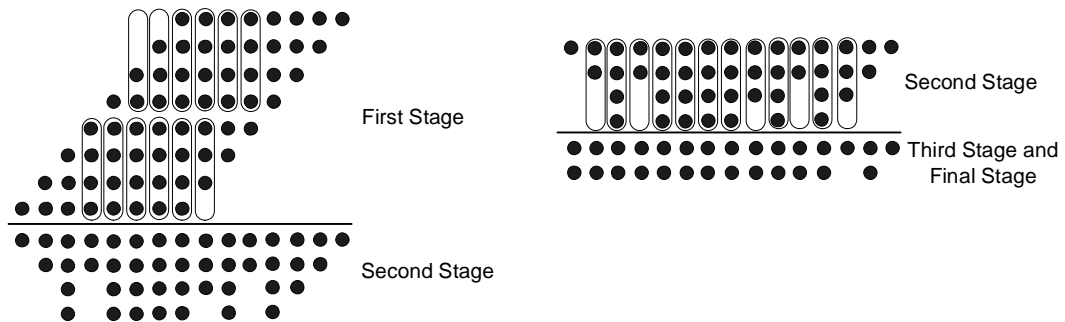 First Stage
Second Stage
Second Stage
Third Stage and
Final Stage